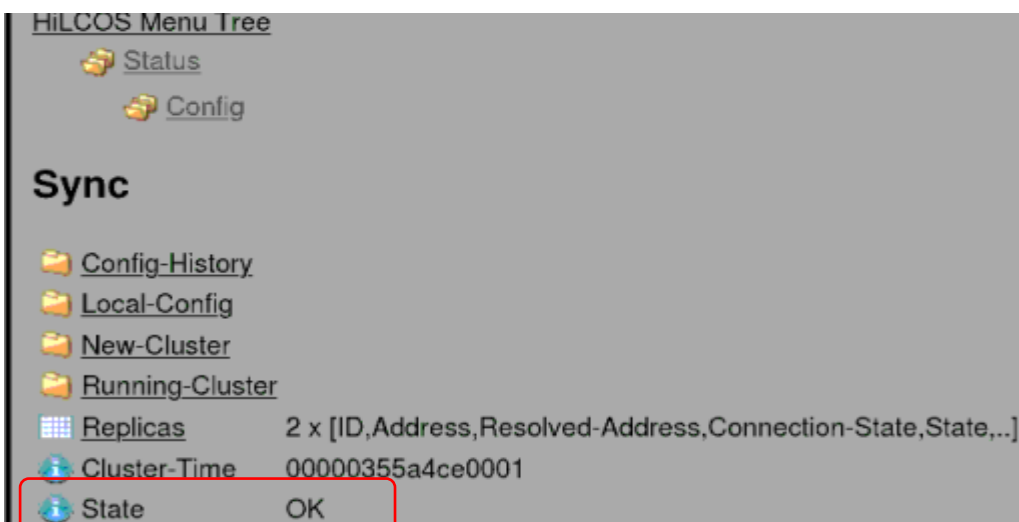 HiLCOS Menu Tree
Status
Config
Sync
Config-History
Local-Config
New-Cluster
Running-Cluster
Replicas 2 x [ID,Address,Resolved-Address,Connection-State,State,..]
Cluster-Time 00000355a4ce0001
State OK